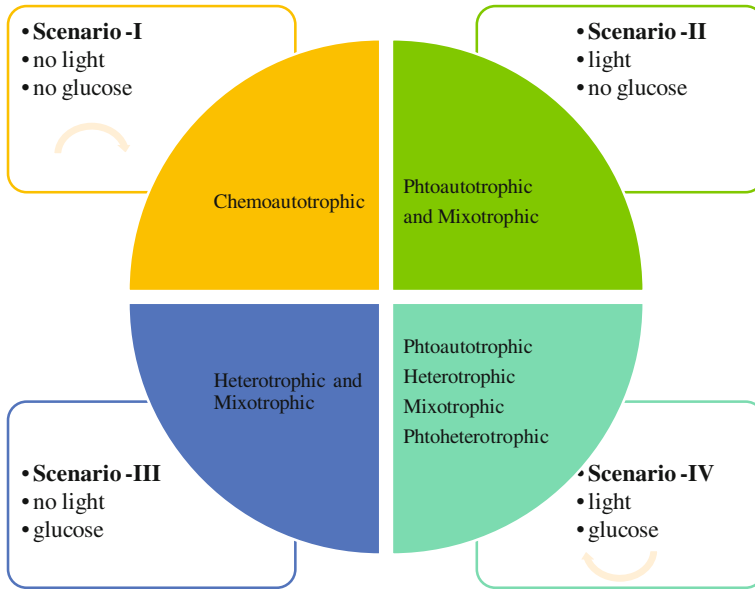 • Scenario -I
• no light
• no glucose
• Scenario -II
• light
• no glucose
Chemoautotrophic
Phtoautotrophic
and Mixotrophic
Heterotrophic and
Mixotrophic
Phtoautotrophic
Heterotrophic
Mixotrophic
Phtoheterotrophic
• Scenario -III
• no light
• glucose
• Scenario -IV
• light
• glucose